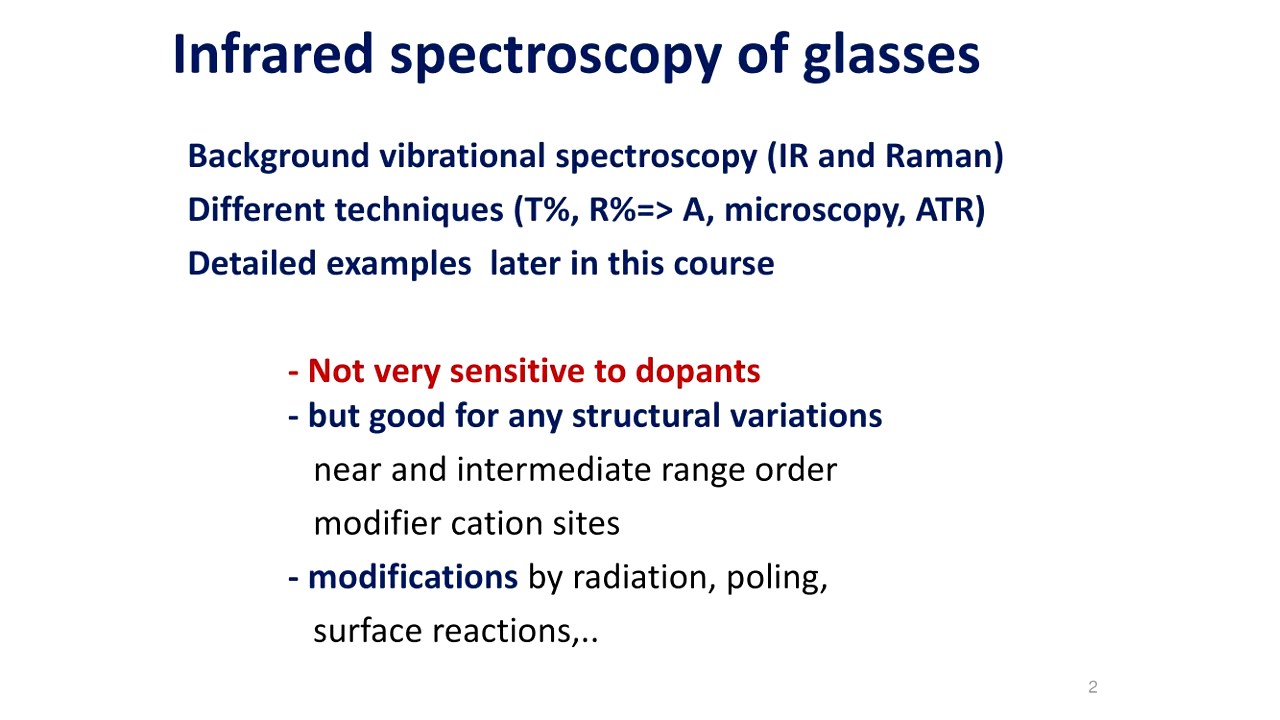 Infrared spectroscopy of glasses
Background vibrational spectroscopy (IR and Raman)
Different techniques (T%, R%=> A, microscopy, ATR)
Detailed examples  later in this course
- Not very sensitive to dopants
- but good for any structural variations
near and intermediate range order
modifier cation sites
- modifications by radiation, poling,
surface reactions,..
2